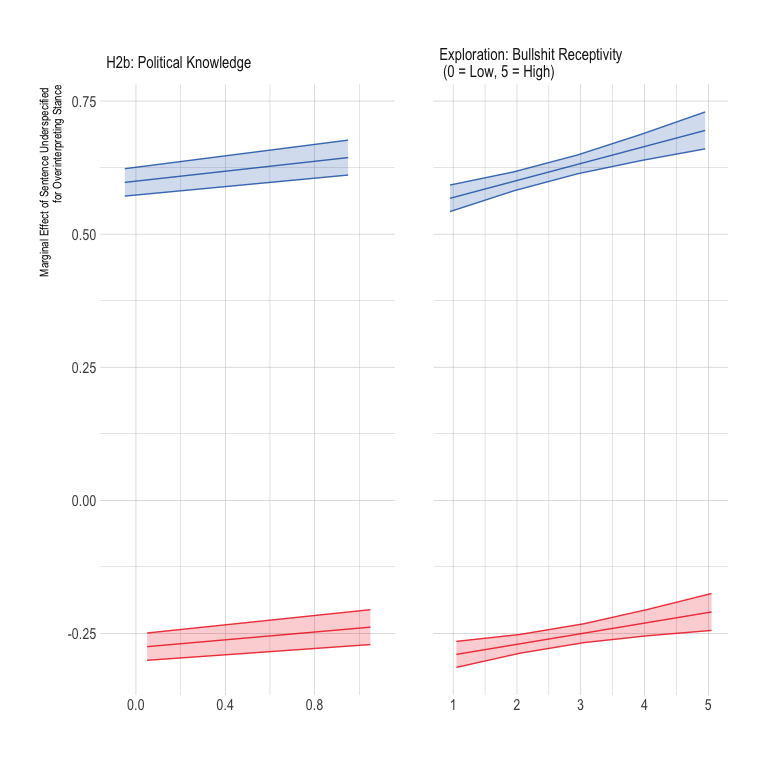 H2b: Political Knowledge
Exploration: Bullshit Receptivity
(0 = Low, 5 = High)
Marginal Effect of Sentence Underspecified
for Overinterpreting Stance
0.75
0.50
0.25
0.00
-0.25
0.0 0.4 0.8
1 2 3 4 5